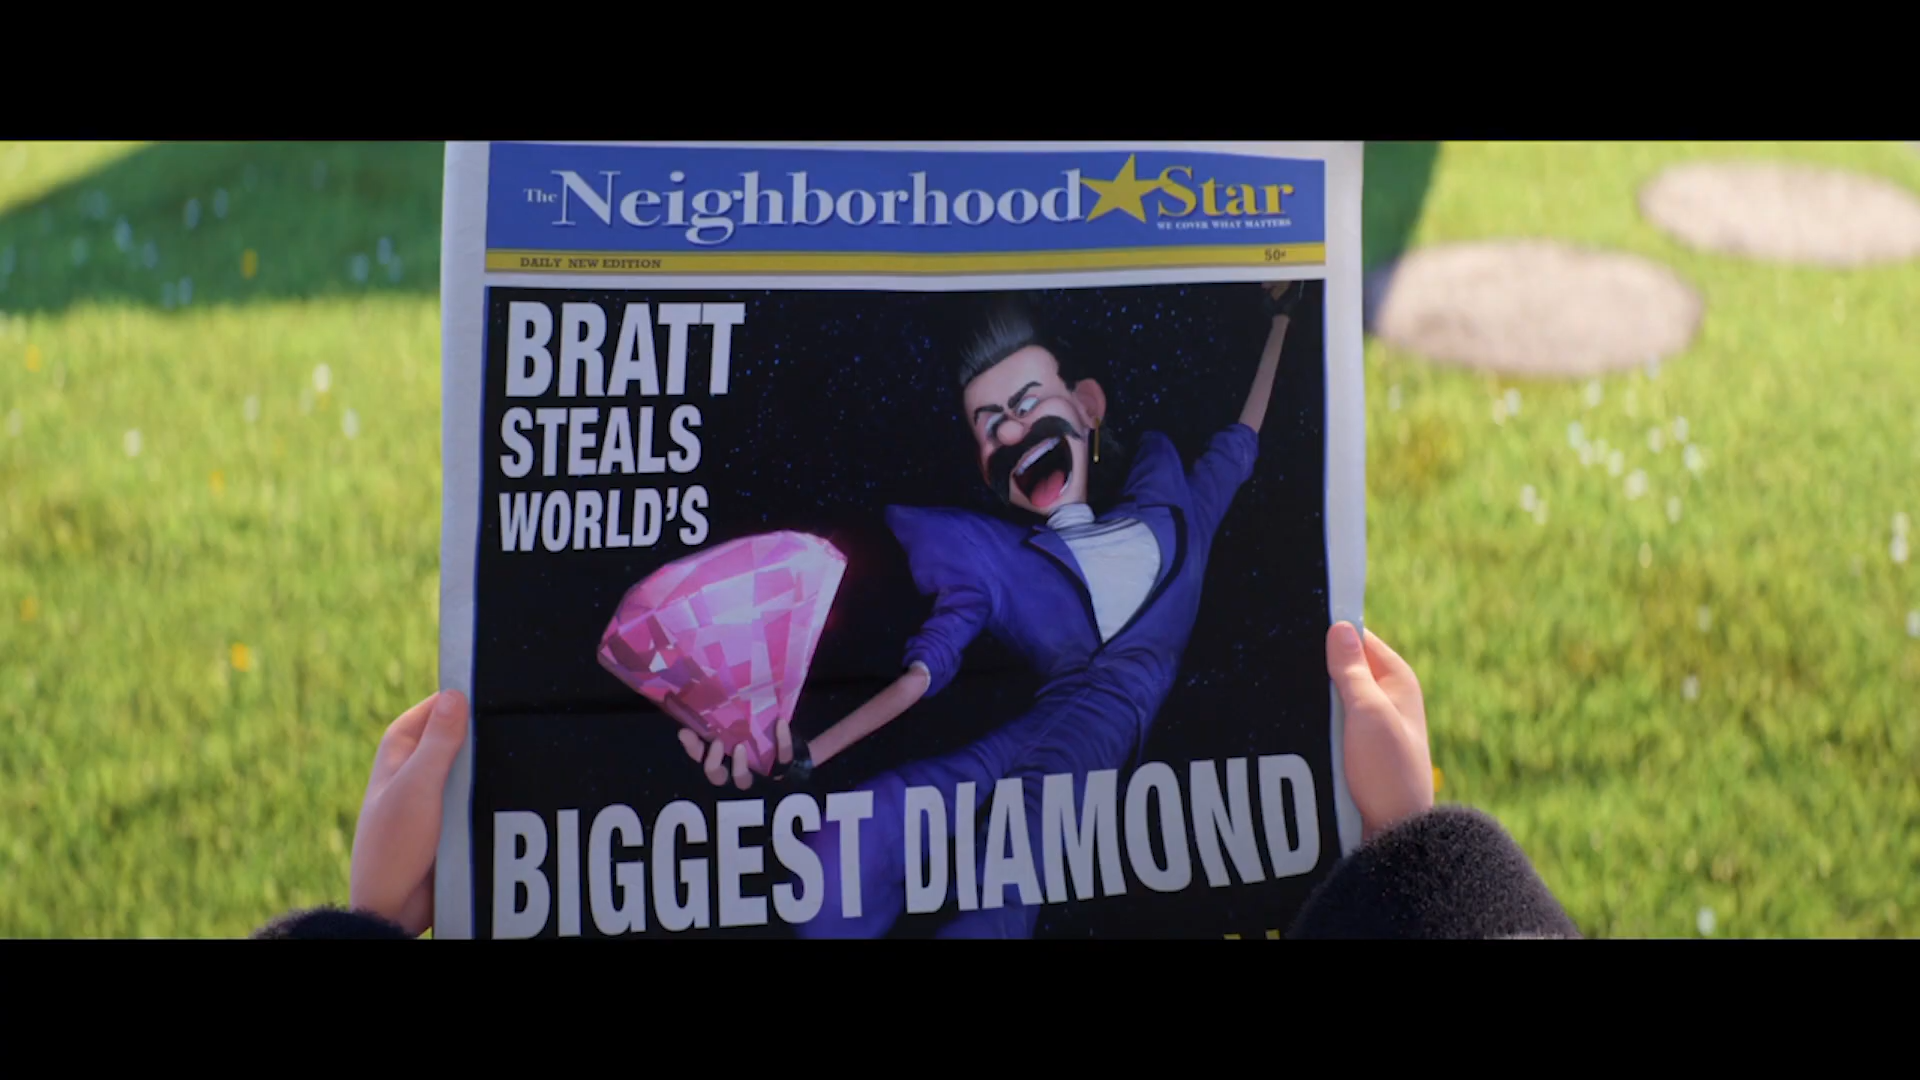 The Neighborhood Star
WE COVER WHAT MATTERS
DAILY NEW EDITION
50¢
BRATT
STEALS
WORLD'S
BIGGEST DIAMOND